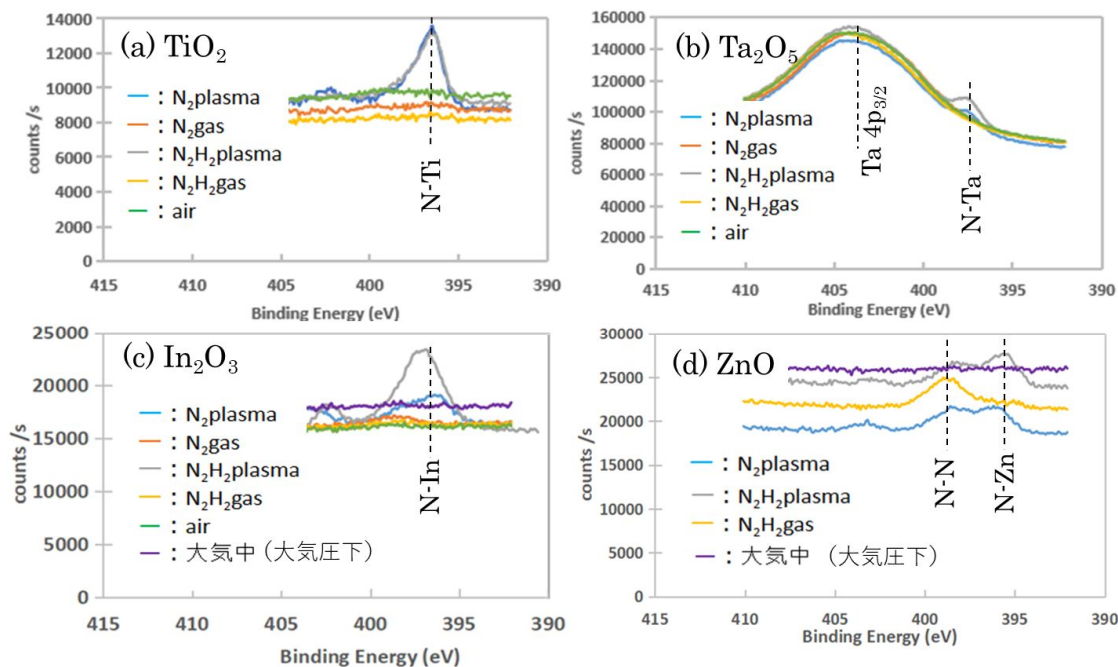 (a) TiO₂
counts /s
14000
12000
10000
8000
6000
4000
2000
0
：N₂plasma
：N₂gas
：N₂H₂plasma
：N₂H₂gas
：air
N-Ti
415
410
405
400
395
390
Binding Energy (eV)
(b) Ta₂O₅
counts /s
160000
140000
120000
100000
80000
60000
40000
20000
0
：N₂plasma
：N₂gas
：N₂H₂plasma
：N₂H₂gas
：air
Ta 4p₃/₂
N-Ta
415
410
405
400
395
390
Binding Energy (eV)
(c) In₂O₃
counts /s
25000
20000
15000
10000
5000
0
：N₂plasma
：N₂gas
：N₂H₂plasma
：N₂H₂gas
：air
：大気中（大気圧下）
N-In
415
410
405
400
395
390
Binding Energy (eV)
(d) ZnO
counts /s
30000
25000
20000
15000
10000
5000
0
：N₂plasma
：N₂H₂plasma
：N₂H₂gas
：大気中 （大気圧下）
N-N
N-Zn
415
410
405
400
395
390
Binding Energy (eV)